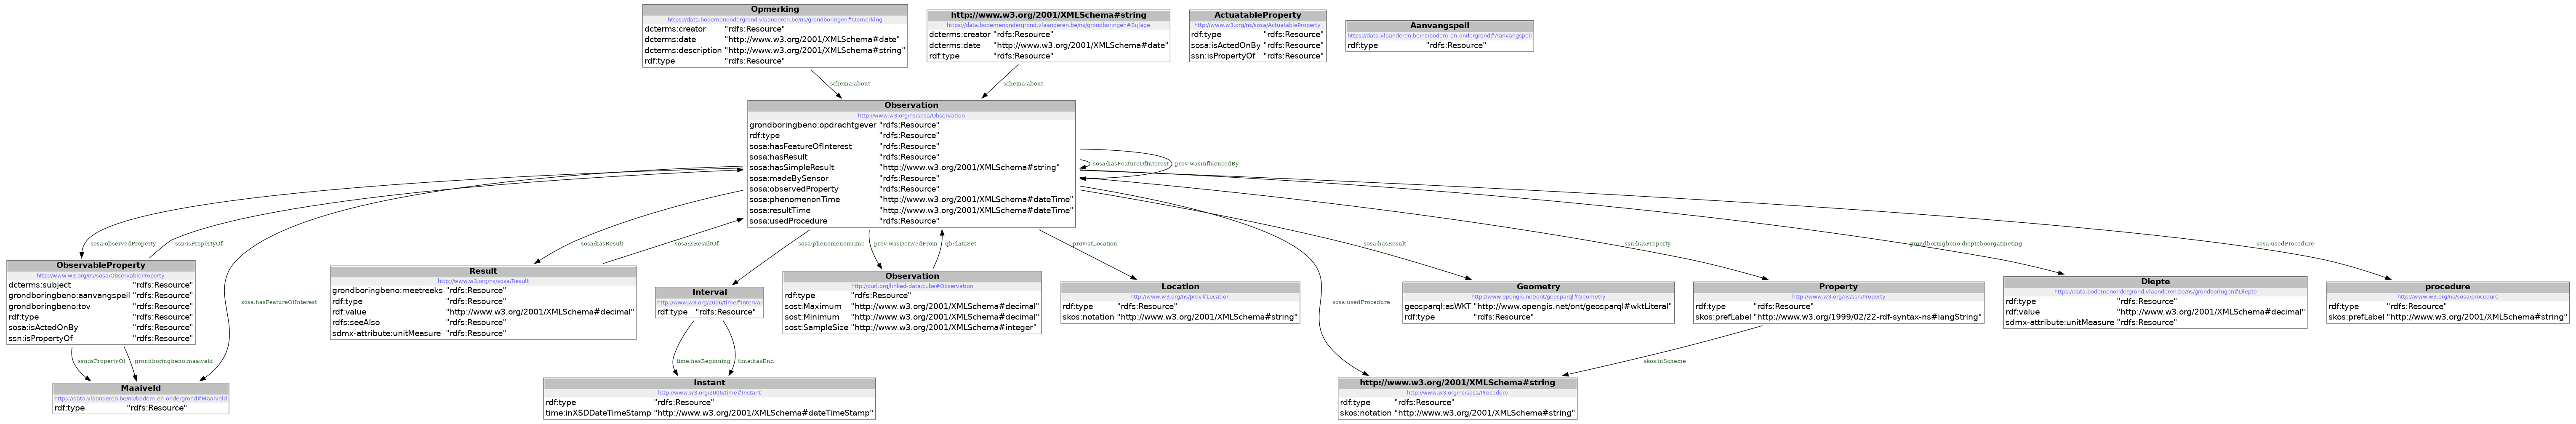 Opmerking
https://data.bodemenondergrond.vlaanderen.be/ns/grondboringen#Opmerking
dcterms:creator "rdfs:Resource"
dcterms:date "http://www.w3.org/2001/XMLSchema#date"
dcterms:description "http://www.w3.org/2001/XMLSchema#string"
rdf:type "rdfs:Resource"
http://www.w3.org/2001/XMLSchema#string
https://data.bodemenondergrond.vlaanderen.be/ns/grondboringen#Bijlage
dcterms:creator "rdfs:Resource"
dcterms:date "http://www.w3.org/2001/XMLSchema#date"
rdf:type "rdfs:Resource"
ActuatableProperty
http://www.w3.org/ns/sosa/ActuatableProperty
rdf:type "rdfs:Resource"
sosa:isActedOnBy "rdfs:Resource"
ssn:isPropertyOf "rdfs:Resource"
Aanvangspeil
https://data.vlaanderen.be/ns/bodem-en-ondergrond#Aanvangspeil
rdf:type "rdfs:Resource"
schema:about
schema:about
Observation
http://www.w3.org/ns/sosa/Observation
grondboringbeno:opdrachtgever "rdfs:Resource"
rdf:type "rdfs:Resource"
sosa:hasFeatureOfInterest "rdfs:Resource"
sosa:hasResult "rdfs:Resource"
sosa:hasSimpleResult "http://www.w3.org/2001/XMLSchema#string"
sosa:madeBySensor "rdfs:Resource"
sosa:observedProperty "rdfs:Resource"
sosa:phenomenonTime "http://www.w3.org/2001/XMLSchema#dateTime"
sosa:resultTime "http://www.w3.org/2001/XMLSchema#dateTime"
sosa:usedProcedure "rdfs:Resource"
sosa:hasFeatureOfInterest
prov:wasInfluencedBy
sosa:observedProperty
ssn:isPropertyOf
sosa:hasResult
sosa:isResultOf
sosa:phenomenonTime
prov:wasDerivedFrom
qb:dataSet
prov:atLocation
sosa:hasResult
ssn:hasProperty
grondboringbeno:diepteboorgatmeting
sosa:usedProcedure
ObservableProperty
http://www.w3.org/ns/sosa/ObservableProperty
dcterms:subject "rdfs:Resource"
grondboringbeno:aanvangspeil "rdfs:Resource"
grondboringbeno:tov "rdfs:Resource"
rdf:type "rdfs:Resource"
sosa:isActedOnBy "rdfs:Resource"
ssn:isPropertyOf "rdfs:Resource"
sosa:hasFeatureOfInterest
Result
http://www.w3.org/ns/sosa/Result
grondboringbeno:meetreeks "rdfs:Resource"
rdf:type "rdfs:Resource"
rdf:value "http://www.w3.org/2001/XMLSchema#decimal"
rdfs:seeAlso "rdfs:Resource"
sdmx-attribute:unitMeasure "rdfs:Resource"
Interval
http://www.w3.org/2006/time#Interval
rdf:type "rdfs:Resource"
Observation
http://purl.org/linked-data/cube#Observation
rdf:type "rdfs:Resource"
sost:Maximum "http://www.w3.org/2001/XMLSchema#decimal"
sost:Minimum "http://www.w3.org/2001/XMLSchema#decimal"
sost:SampleSize "http://www.w3.org/2001/XMLSchema#integer"
Location
http://www.w3.org/ns/prov#Location
rdf:type "rdfs:Resource"
skos:notation "http://www.w3.org/2001/XMLSchema#string"
sosa:usedProcedure
Geometry
http://www.opengis.net/ont/geosparql#Geometry
geosparql:asWKT "http://www.opengis.net/ont/geosparql#wktLiteral"
rdf:type "rdfs:Resource"
Property
http://www.w3.org/ns/ssn/Property
rdf:type "rdfs:Resource"
skos:prefLabel "http://www.w3.org/1999/02/22-rdf-syntax-ns#langString"
Diepte
https://data.bodemenondergrond.vlaanderen.be/ns/grondboringen#Diepte
rdf:type "rdfs:Resource"
rdf:value "http://www.w3.org/2001/XMLSchema#decimal"
sdmx-attribute:unitMeasure "rdfs:Resource"
procedure
http://www.w3.org/ns/sosa/procedure
rdf:type "rdfs:Resource"
skos:prefLabel "http://www.w3.org/2001/XMLSchema#string"
ssn:isPropertyOf
grondboringbeno:maaiveld
time:hasBeginning
time:hasEnd
skos:inScheme
Maaiveld
https://data.vlaanderen.be/ns/bodem-en-ondergrond#Maaiveld
rdf:type "rdfs:Resource"
Instant
http://www.w3.org/2006/time#Instant
rdf:type "rdfs:Resource"
time:inXSDDateTimeStamp "http://www.w3.org/2001/XMLSchema#dateTimeStamp"
http://www.w3.org/2001/XMLSchema#string
http://www.w3.org/ns/sosa/Procedure
rdf:type "rdfs:Resource"
skos:notation "http://www.w3.org/2001/XMLSchema#string"